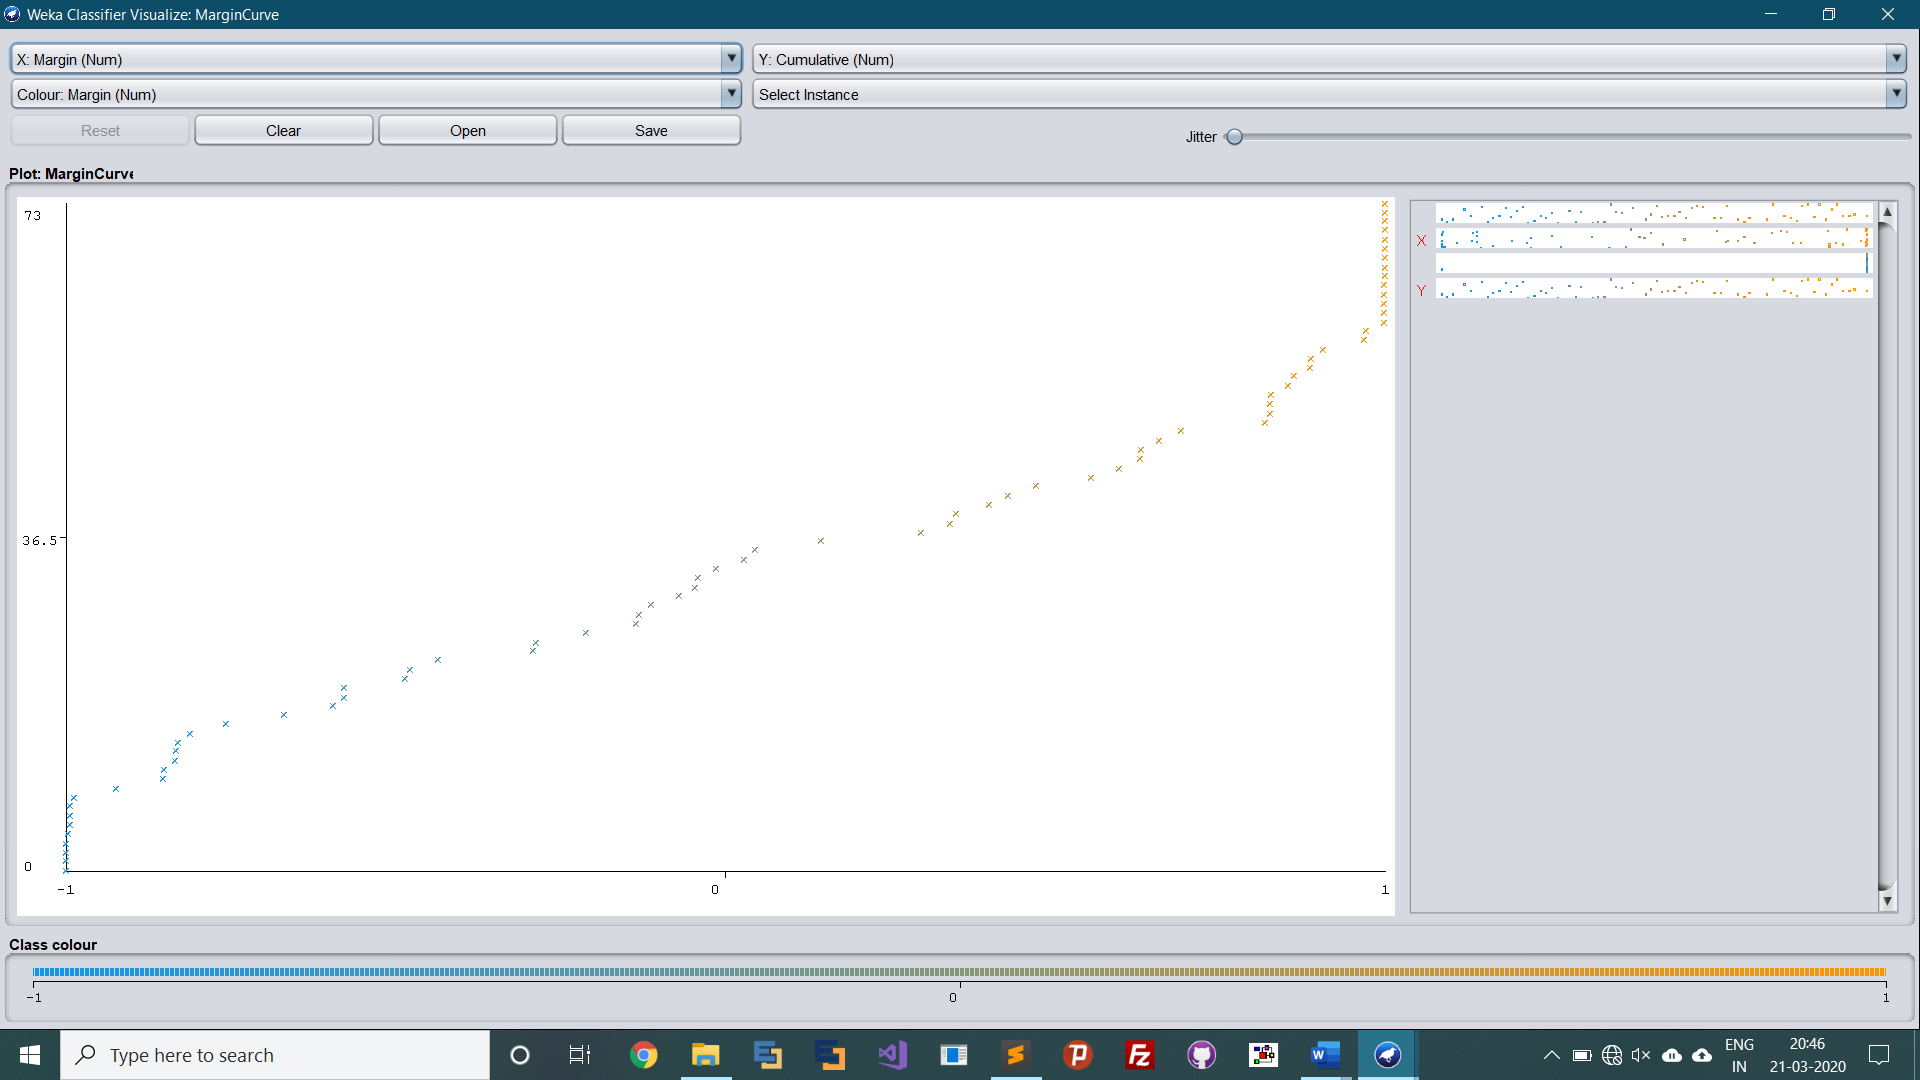 Weka Classifier Visualize: MarginCurve
X: Margin (Num)
Y: Cumulative (Num)
Colour: Margin (Num)
Select Instance
Reset
Clear
Open
Save
Jitter
Plot: MarginCurve
73
36.5
0
-1
0
1
X
Y
Class colour
-1
0
1
Type here to search
ENG
IN
20:46
21-03-2020